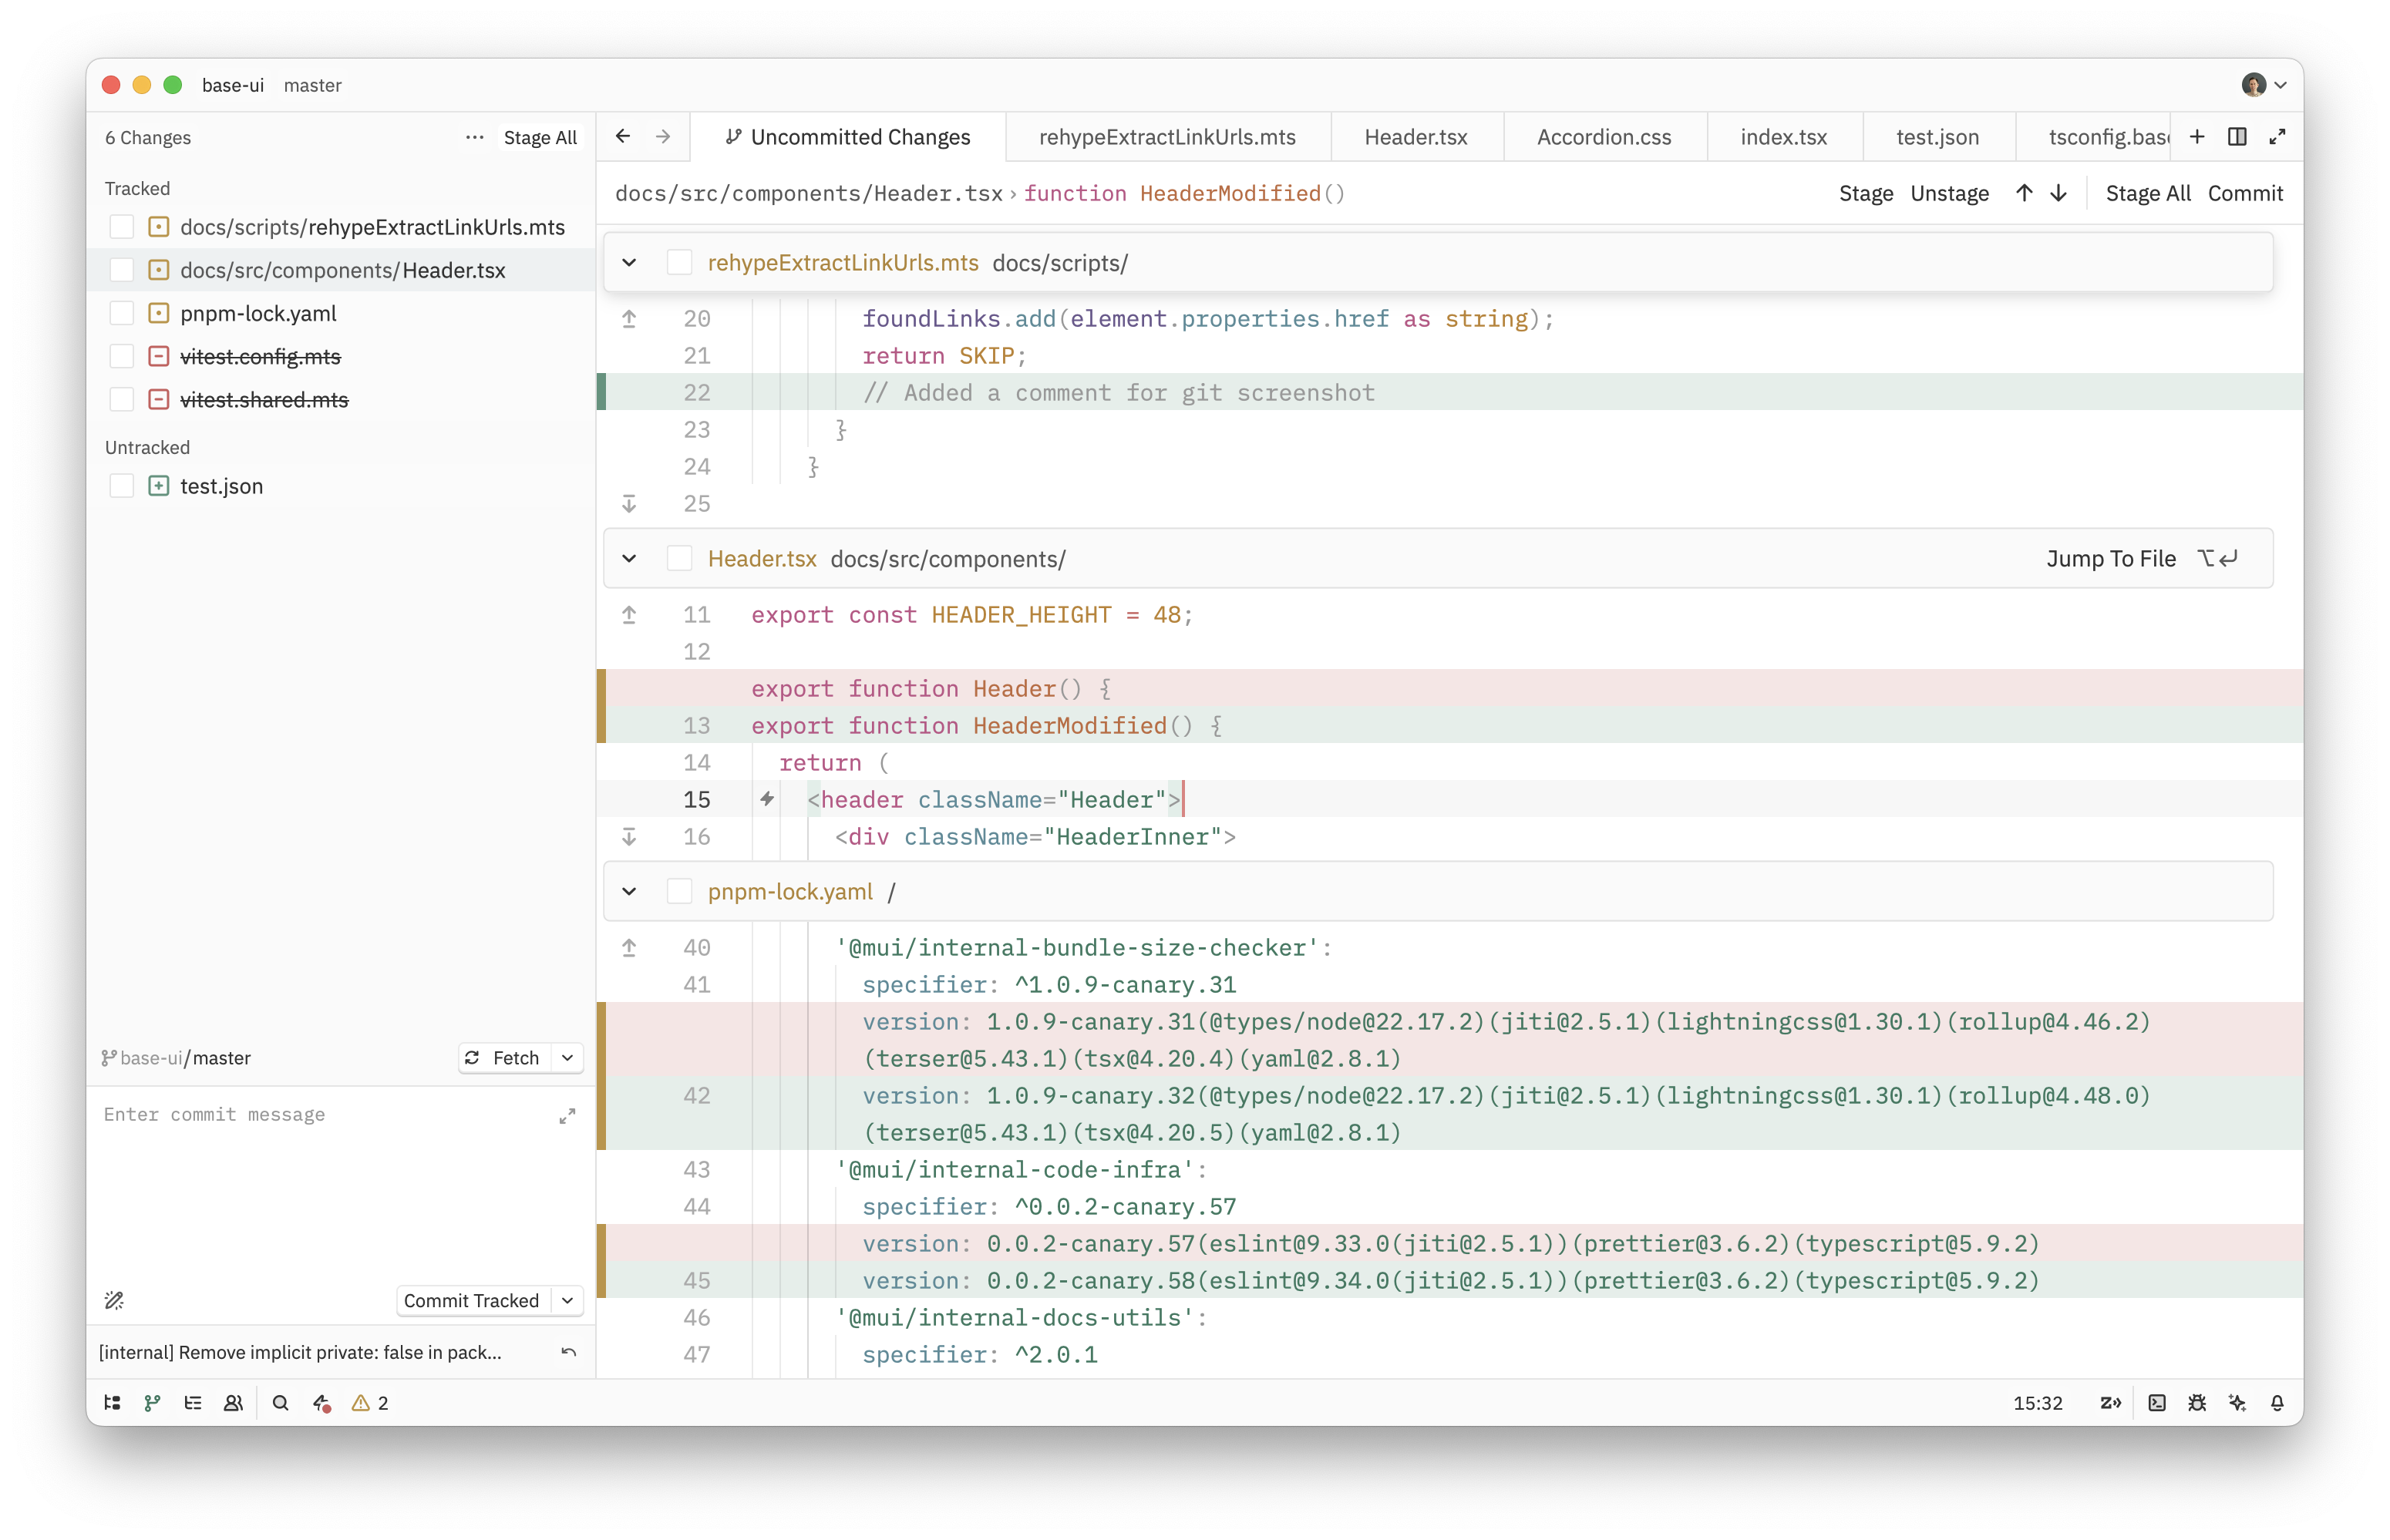 base-ui master
6 Changes ··· Stage All
Tracked
docs/scripts/rehypeExtractLinkUrls.mts
docs/src/components/Header.tsx
pnpm-lock.yaml
vitest.config.mts
vitest.shared.mts
Untracked
test.json
base-ui/master Fetch
Enter commit message
Commit Tracked
[internal] Remove implicit private: false in pack...
Uncommitted Changes rehypeExtractLinkUrls.mts Header.tsx Accordion.css index.tsx test.json tsconfig.bas
docs/src/components/Header.tsx › function HeaderModified() Stage Unstage Stage All Commit
rehypeExtractLinkUrls.mts docs/scripts/
20 foundLinks.add(element.properties.href as string);
21 return SKIP;
22 // Added a comment for git screenshot
23 }
24 }
25
Header.tsx docs/src/components/ Jump To File ⌥↵
11 export const HEADER_HEIGHT = 48;
12
export function Header() {
13 export function HeaderModified() {
14 return (
15 <header className="Header">
16 <div className="HeaderInner">
pnpm-lock.yaml /
40 '@mui/internal-bundle-size-checker':
41 specifier: ^1.0.9-canary.31
version: 1.0.9-canary.31(@types/node@22.17.2)(jiti@2.5.1)(lightningcss@1.30.1)(rollup@4.46.2)
(terser@5.43.1)(tsx@4.20.4)(yaml@2.8.1)
42 version: 1.0.9-canary.32(@types/node@22.17.2)(jiti@2.5.1)(lightningcss@1.30.1)(rollup@4.48.0)
(terser@5.43.1)(tsx@4.20.5)(yaml@2.8.1)
43 '@mui/internal-code-infra':
44 specifier: ^0.0.2-canary.57
version: 0.0.2-canary.57(eslint@9.33.0(jiti@2.5.1))(prettier@3.6.2)(typescript@5.9.2)
45 version: 0.0.2-canary.58(eslint@9.34.0(jiti@2.5.1))(prettier@3.6.2)(typescript@5.9.2)
46 '@mui/internal-docs-utils':
47 specifier: ^2.0.1
2 15:32